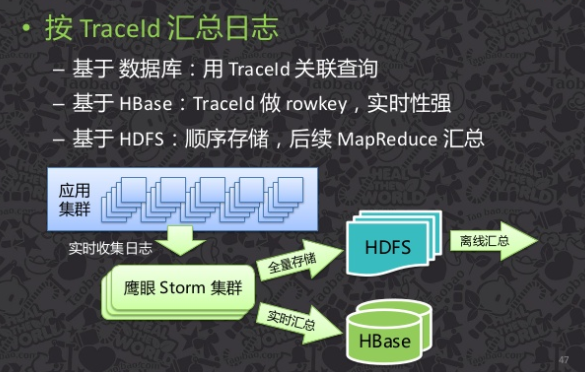 • 按 TraceId 汇总日志
– 基于 数据库：用 TraceId 关联查询
– 基于 HBase：TraceId 做 rowkey，实时性强
– 基于 HDFS：顺序存储，后续 MapReduce 汇总
应用
集群
实时收集日志
鹰眼 Storm 集群
全量存储
HDFS
离线汇总
实时汇总
HBase
47